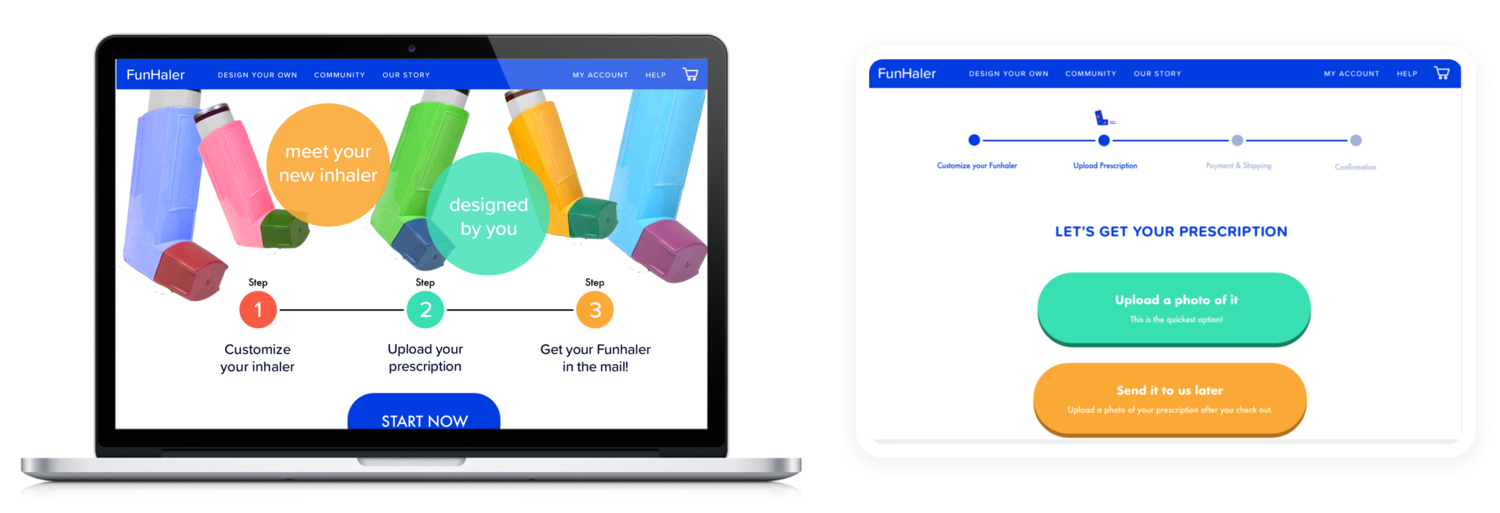 FunHaler
DESIGN YOUR OWN
COMMUNITY
OUR STORY
MY ACCOUNT
HELP
meet your
new inhaler
designed
by you
Step
1
Customize
your inhaler
Step
2
Upload your
prescription
Step
3
Get your Funhaler
in the mail!
START NOW
FunHaler
DESIGN YOUR OWN
COMMUNITY
OUR STORY
MY ACCOUNT
HELP
Customize your Funhaler
Upload Prescription
Payment & Shipping
Confirmation
LET'S GET YOUR PRESCRIPTION
Upload a photo of it
This is the quickest option!
Send it to us later
Upload a photo of your prescription after you check out.